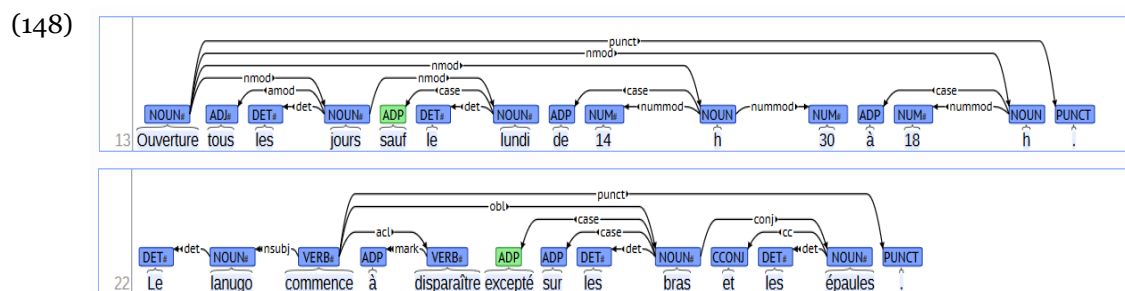 (148)
punct
nmod
nmod
nmod nmod
amod case case case
det det nummod nummod nummod
NOUN# ADJ# DET# NOUN# ADP DET# NOUN# ADP NUM# NOUN NUM# ADP NUM# NOUN PUNCT
13 Ouverture tous les jours sauf le lundi de 14 h 30 à 18 h .
punct
obl
case
acl case conj
det nsubj mark det cc det
DET# NOUN# VERB# ADP VERB# ADP ADP DET# NOUN# CCONJ DET# NOUN# PUNCT
22 Le lanugo commence à disparaître excepté sur les bras et les épaules .